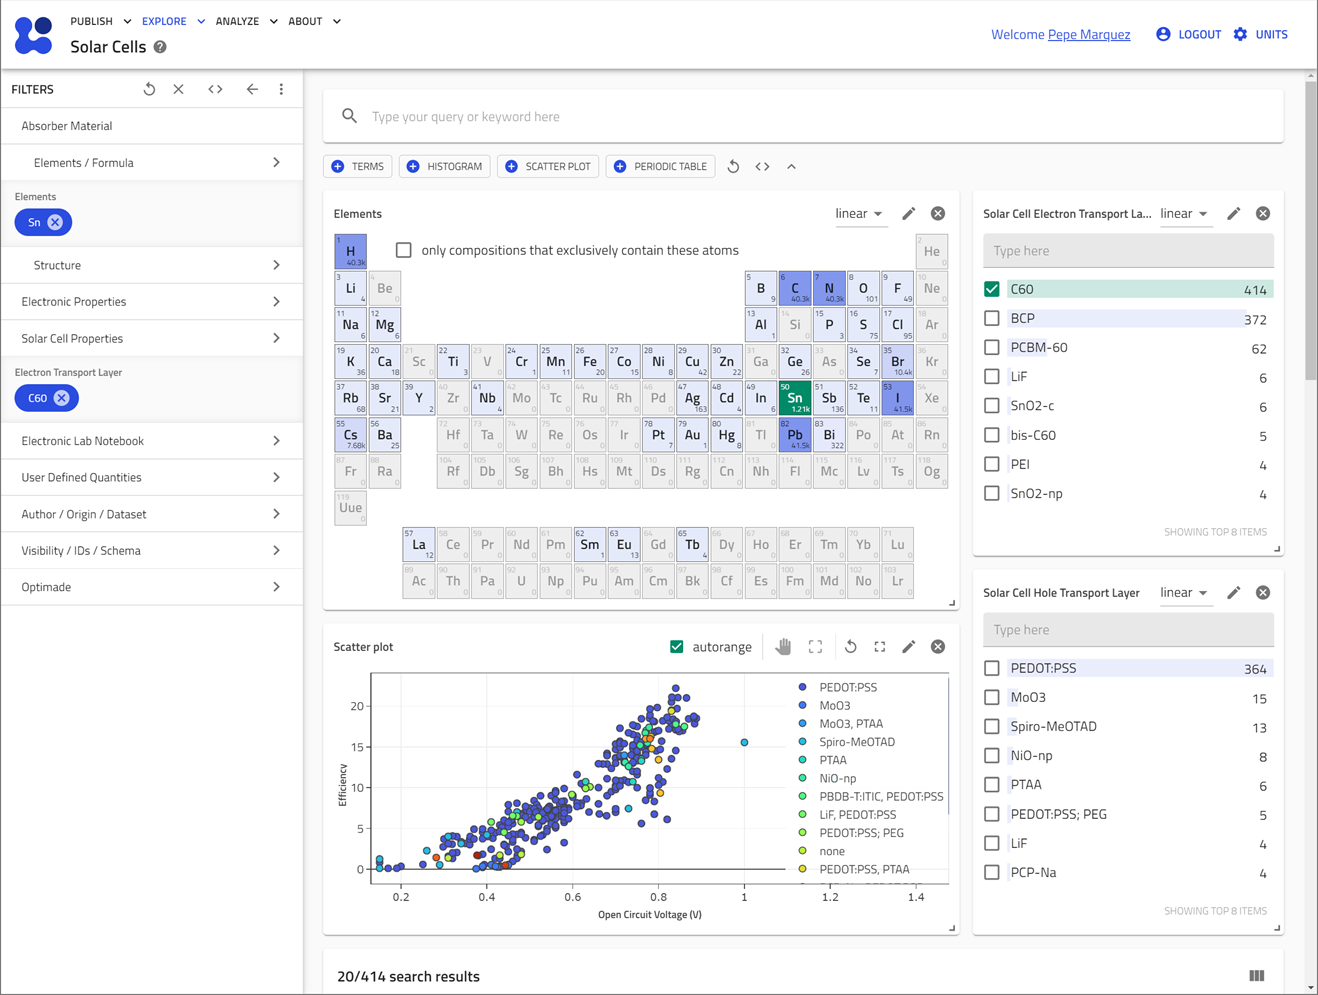 PUBLISH EXPLORE ANALYZE ABOUT
Solar Cells ?
Welcome Pepe Marquez LOGOUT UNITS
FILTERS
Absorber Material
Elements / Formula
Elements
Sn
Structure
Electronic Properties
Solar Cell Properties
Electron Transport Layer
C60
Electronic Lab Notebook
User Defined Quantities
Author / Origin / Dataset
Visibility / IDs / Schema
Optimade
Type your query or keyword here
TERMS HISTOGRAM SCATTER PLOT PERIODIC TABLE
Elements linear
only compositions that exclusively contain these atoms
1 H 40.3k He 0
3 Li 4 4 Be 0 5 B 9 6 C 40.3k 7 N 40.3k 8 O 101 9 F 49 10 Ne 0
11 Na 6 12 Mg 6 13 Al 1 14 Si 0 15 P 3 16 S 75 17 Cl 95 18 Ar 0
19 K 36 20 Ca 18 21 Sc 0 22 Ti 3 23 V 0 24 Cr 1 25 Mn 11 26 Fe 20 27 Co 15 28 Ni 8 29 Cu 42 30 Zn 22 31 Ga 0 32 Ge 26 33 As 0 34 Se 7 35 Br 10.4k 36 Kr 0
37 Rb 68 38 Sr 21 39 Y 2 40 Zr 0 41 Nb 4 42 Mo 0 43 Tc 0 44 Ru 0 45 Rh 0 46 Pd 0 47 Ag 163 48 Cd 4 49 In 6 50 Sn 1.21k 51 Sb 136 52 Te 11 53 I 41.5k 54 Xe 0
55 Cs 7.68k 56 Ba 25 72 Hf 0 73 Ta 0 74 W 0 75 Re 0 76 Os 0 77 Ir 0 78 Pt 7 79 Au 1 80 Hg 8 81 Tl 0 82 Pb 41.5k 83 Bi 322 84 Po 0 85 At 0 86 Rn 0
87 Fr 0 88 Ra 0 104 Rf 0 105 Db 0 106 Sg 0 107 Bh 0 108 Hs 0 109 Mt 0 110 Ds 0 111 Rg 0 112 Cn 0 113 Nh 0 114 Fl 0 115 Mc 0 116 Lv 0 117 Ts 0 118 Og 0
119 Uue 0
57 La 12 58 Ce 0 59 Pr 0 60 Nd 0 61 Pm 0 62 Sm 1 63 Eu 13 64 Gd 0 65 Tb 4 66 Dy 0 67 Ho 0 68 Er 0 69 Tm 0 70 Yb 0 71 Lu 0
89 Ac 0 90 Th 0 91 Pa 0 92 U 0 93 Np 0 94 Pu 0 95 Am 0 96 Cm 0 97 Bk 0 98 Cf 0 99 Es 0 100 Fm 0 101 Md 0 102 No 0 103 Lr 0
Solar Cell Electron Transport La... linear
Type here
C60 414
BCP 372
PCBM-60 62
LiF 6
SnO2-c 6
bis-C60 5
PEI 4
SnO2-np 4
SHOWING TOP 8 ITEMS
Solar Cell Hole Transport Layer linear
Type here
PEDOT:PSS 364
MoO3 15
Spiro-MeOTAD 13
NiO-np 8
PTAA 6
PEDOT:PSS; PEG 5
LiF 4
PCP-Na 4
SHOWING TOP 8 ITEMS
Scatter plot autorange
Efficiency
20
15
10
5
0
0.2 0.4 0.6 0.8 1 1.2 1.4
Open Circuit Voltage (V)
PEDOT:PSS
MoO3
MoO3, PTAA
Spiro-MeOTAD
PTAA
NiO-np
PBDB-T:ITIC, PEDOT:PSS
LiF, PEDOT:PSS
PEDOT:PSS; PEG
none
PEDOT:PSS, PTAA
20/414 search results